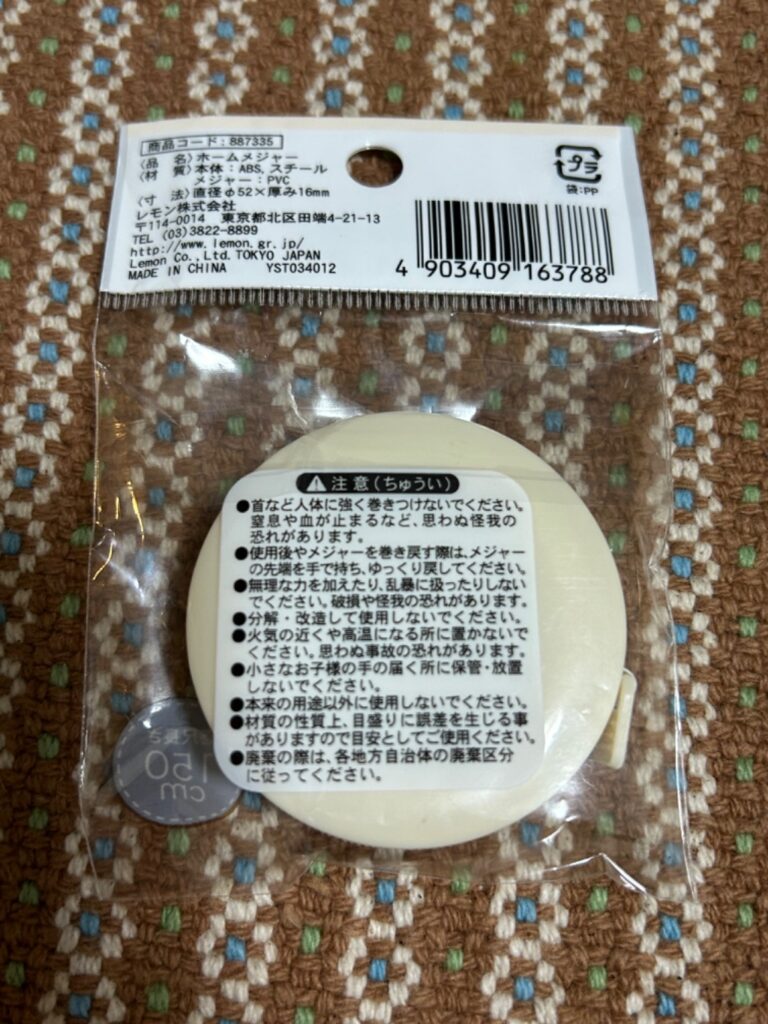 商品コード：887335
〈品　名〉ホームメジャー
〈材　質〉本体：ABS, スチール
メジャー：PVC
〈寸　法〉直径φ52×厚み16mm
レモン株式会社
〒114-0014　東京都北区田端4-21-13
TEL (03)3822-8899
http://www.lemon.gr.jp/
Lemon Co.,Ltd. TOKYO JAPAN
MADE IN CHINA　YST034012
プラ
袋：PP
4 903409 163788
注意（ちゅうい）
●首など人体に強く巻きつけないでください。
窒息や血が止まるなど、思わぬ怪我の
恐れがあります。
●使用後やメジャーを巻き戻す際は、メジャー
の先端を手で持ち、ゆっくり戻してください。
●無理な力を加えたり、乱暴に扱ったりしない
でください。破損や怪我の恐れがあります。
●分解・改造して使用しないでください。
●火気の近くや高温になる所に置かないで
ください。思わぬ事故の恐れがあります。
●小さなお子様の手の届く所に保管・放置
しないでください。
●本来の用途以外に使用しないでください。
●材質の性質上、目盛りに誤差を生じる事
がありますので目安としてご使用ください。
●廃棄の際は、各地方自治体の廃棄区分
に従ってください。
150
cm